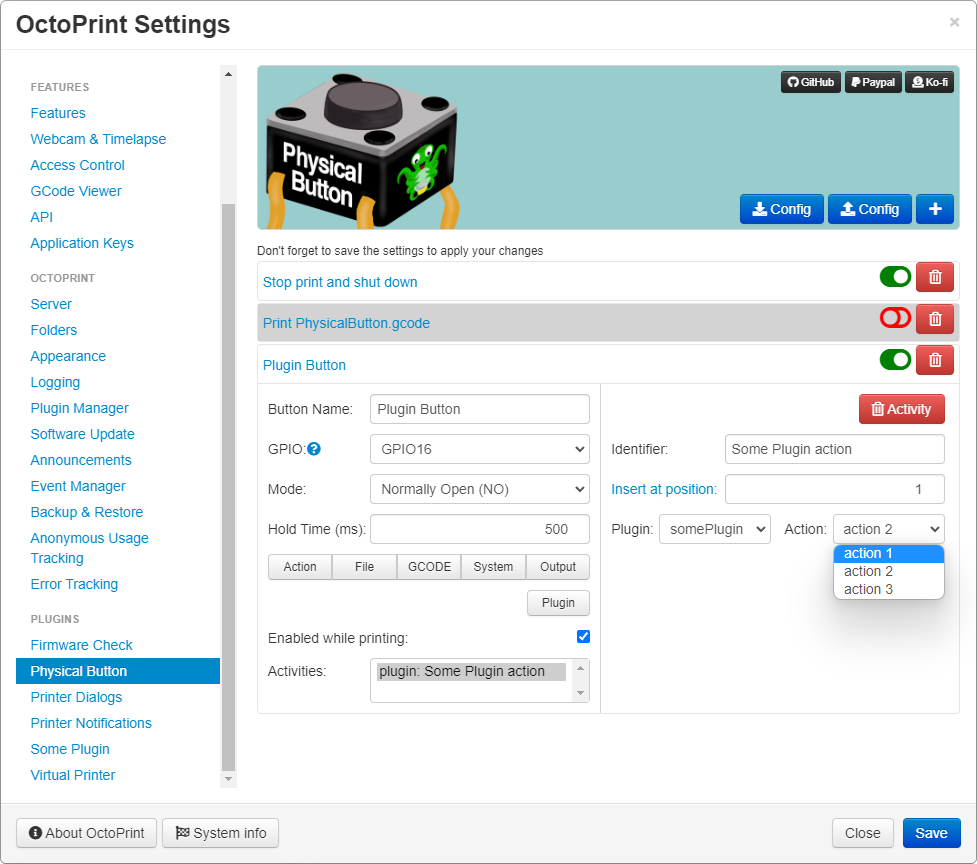 OctoPrint Settings
×
FEATURES
Features
Webcam & Timelapse
Access Control
GCode Viewer
API
Application Keys
OCTOPRINT
Server
Folders
Appearance
Logging
Plugin Manager
Software Update
Announcements
Event Manager
Backup & Restore
Anonymous Usage
Tracking
Error Tracking
PLUGINS
Firmware Check
Physical Button
Printer Dialogs
Printer Notifications
Some Plugin
Virtual Printer
GitHub Paypal Ko-fi
Physical
Button
Config Config +
Don't forget to save the settings to apply your changes
Stop print and shut down
Print PhysicalButton.gcode
Plugin Button
Button Name: Plugin Button
GPIO: GPIO16
Mode: Normally Open (NO)
Hold Time (ms): 500
Action File GCODE System Output
Plugin
Enabled while printing:
Activities: plugin: Some Plugin action
Activity
Identifier: Some Plugin action
Insert at position: 1
Plugin: somePlugin Action: action 2
action 1
action 2
action 3
About OctoPrint System info Close Save